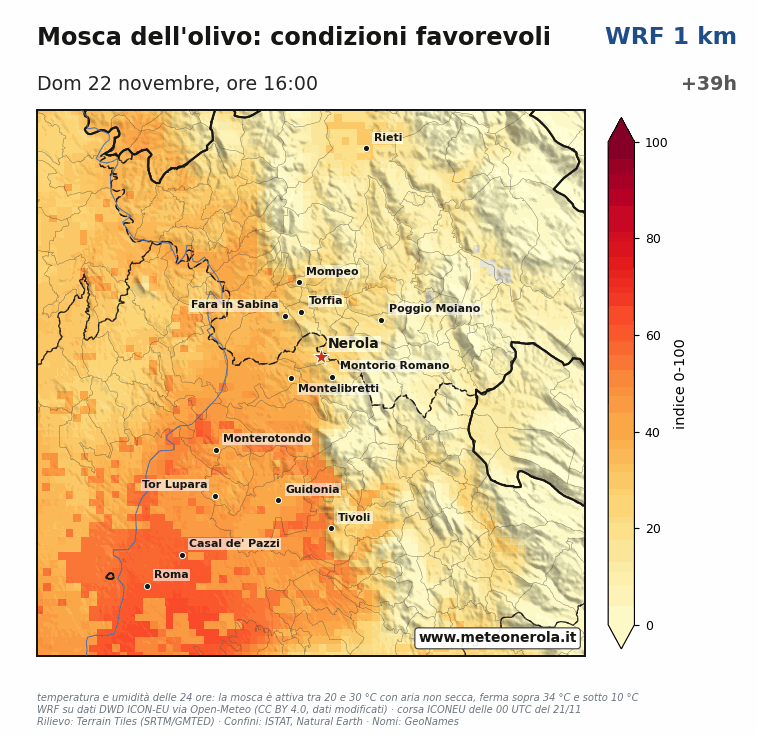 Mosca dell'olivo: condizioni favorevoli
WRF 1 km
Dom 22 novembre, ore 16:00
+39h
Rieti
Mompeo
Toffia
Fara in Sabina
Poggio Moiano
Nerola
Montorio Romano
Montelibretti
Monterotondo
Tor Lupara
Guidonia
Tivoli
Casal de' Pazzi
Roma
www.meteonerola.it
100
80
60
40
20
0
indice 0-100
temperatura e umidità delle 24 ore: la mosca è attiva tra 20 e 30 °C con aria non secca, ferma sopra 34 °C e sotto 10 °C
WRF su dati DWD ICON-EU via Open-Meteo (CC BY 4.0, dati modificati) · corsa ICONEU delle 00 UTC del 21/11
Rilievo: Terrain Tiles (SRTM/GMTED) · Confini: ISTAT, Natural Earth · Nomi: GeoNames